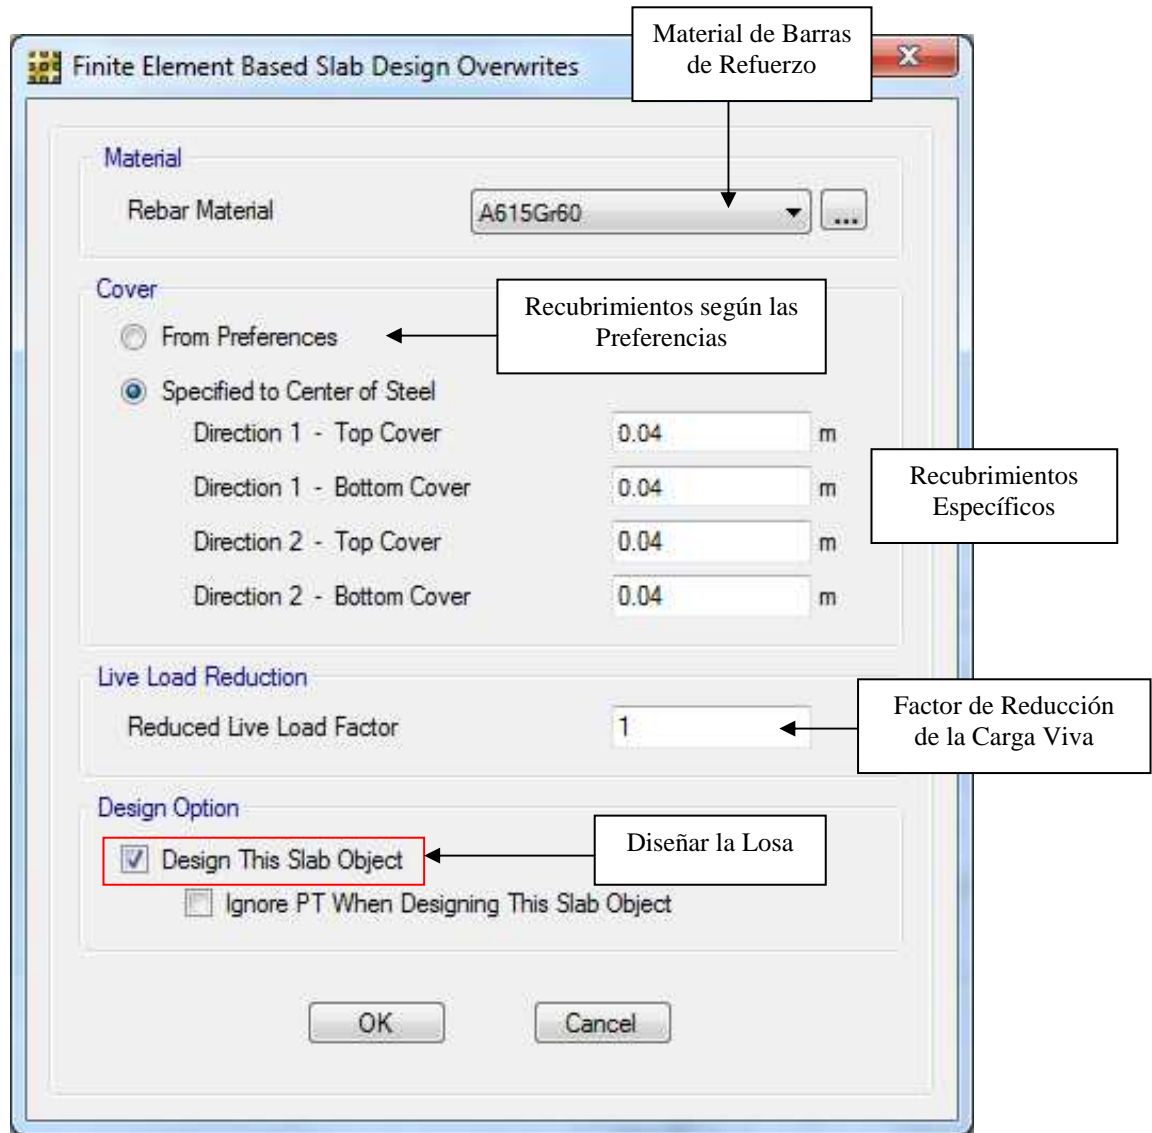 Material de Barras
de Refuerzo
Finite Element Based Slab Design Overwrites
Material
Rebar Material
A615Gr60
...
Cover
Recubrimientos según las
Preferencias
From Preferences
Specified to Center of Steel
Direction 1 - Top Cover 0.04 m
Direction 1 - Bottom Cover 0.04 m
Recubrimientos
Específicos
Direction 2 - Top Cover 0.04 m
Direction 2 - Bottom Cover 0.04 m
Live Load Reduction
Reduced Live Load Factor 1
Factor de Reducción
de la Carga Viva
Design Option
Diseñar la Losa
Design This Slab Object
Ignore PT When Designing This Slab Object
OK Cancel